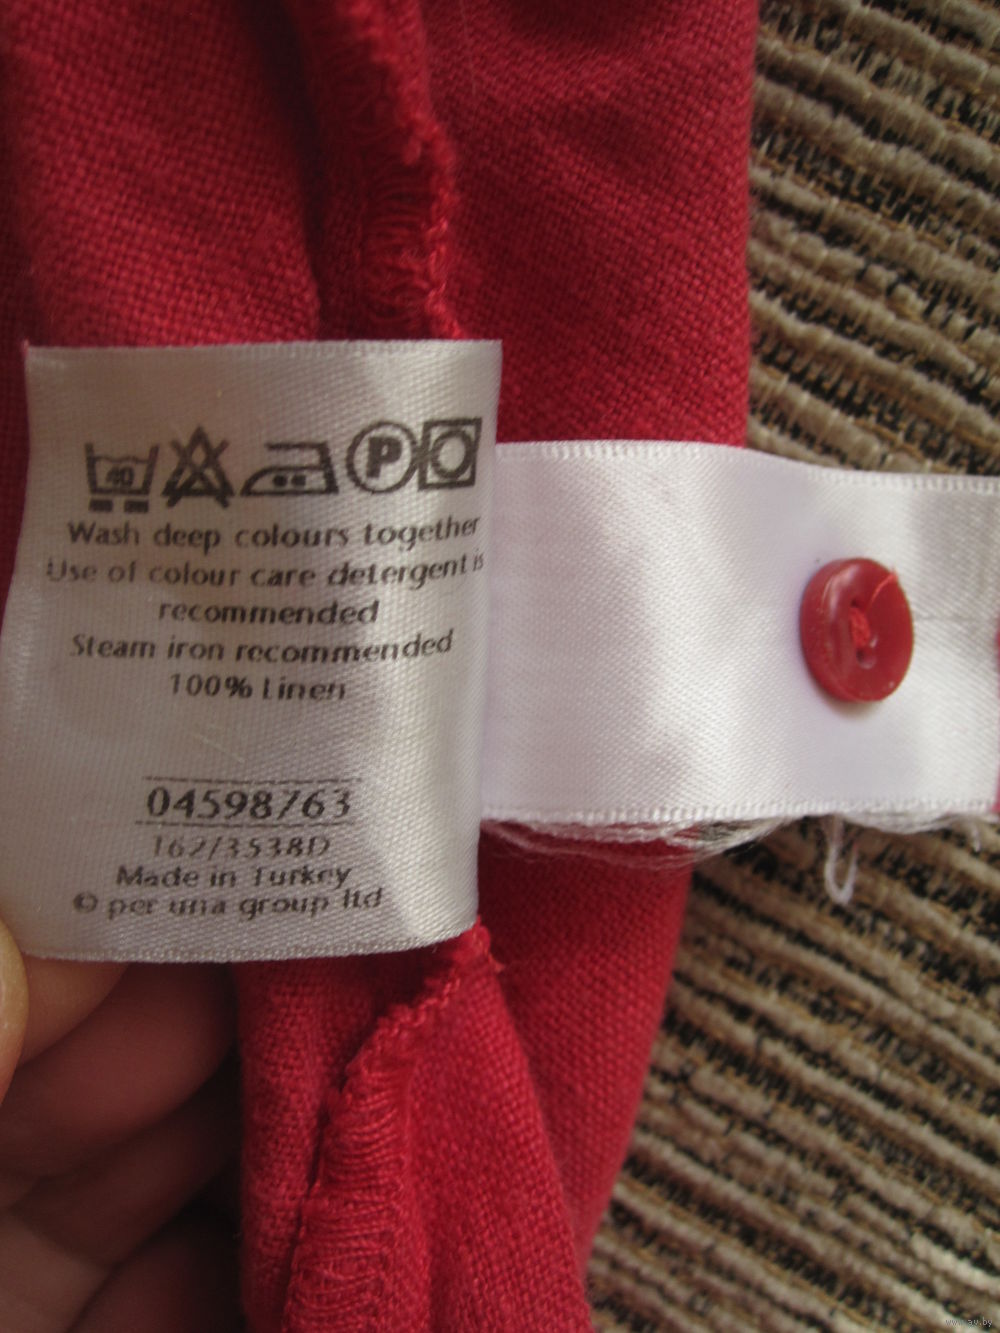 40
P
Wash deep colours together
Use of colour care detergent is
recommended
Steam iron recommended
100% Linen
04598763
162/3538D
Made in Turkey
© per una group ltd